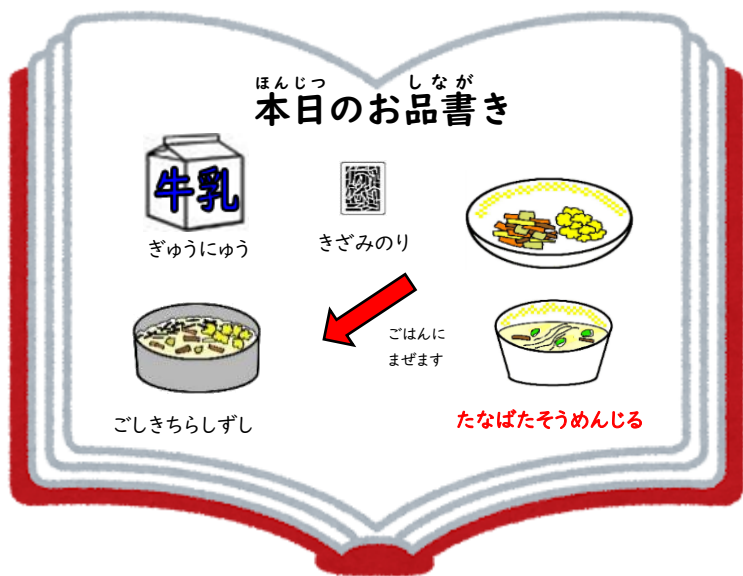 ほんじつ しなが
本日のお品書き
牛乳
ぎゅうにゅう
きざみのり
ごはんに
まぜます
ごしきちらしずし
たなばたそうめんじる